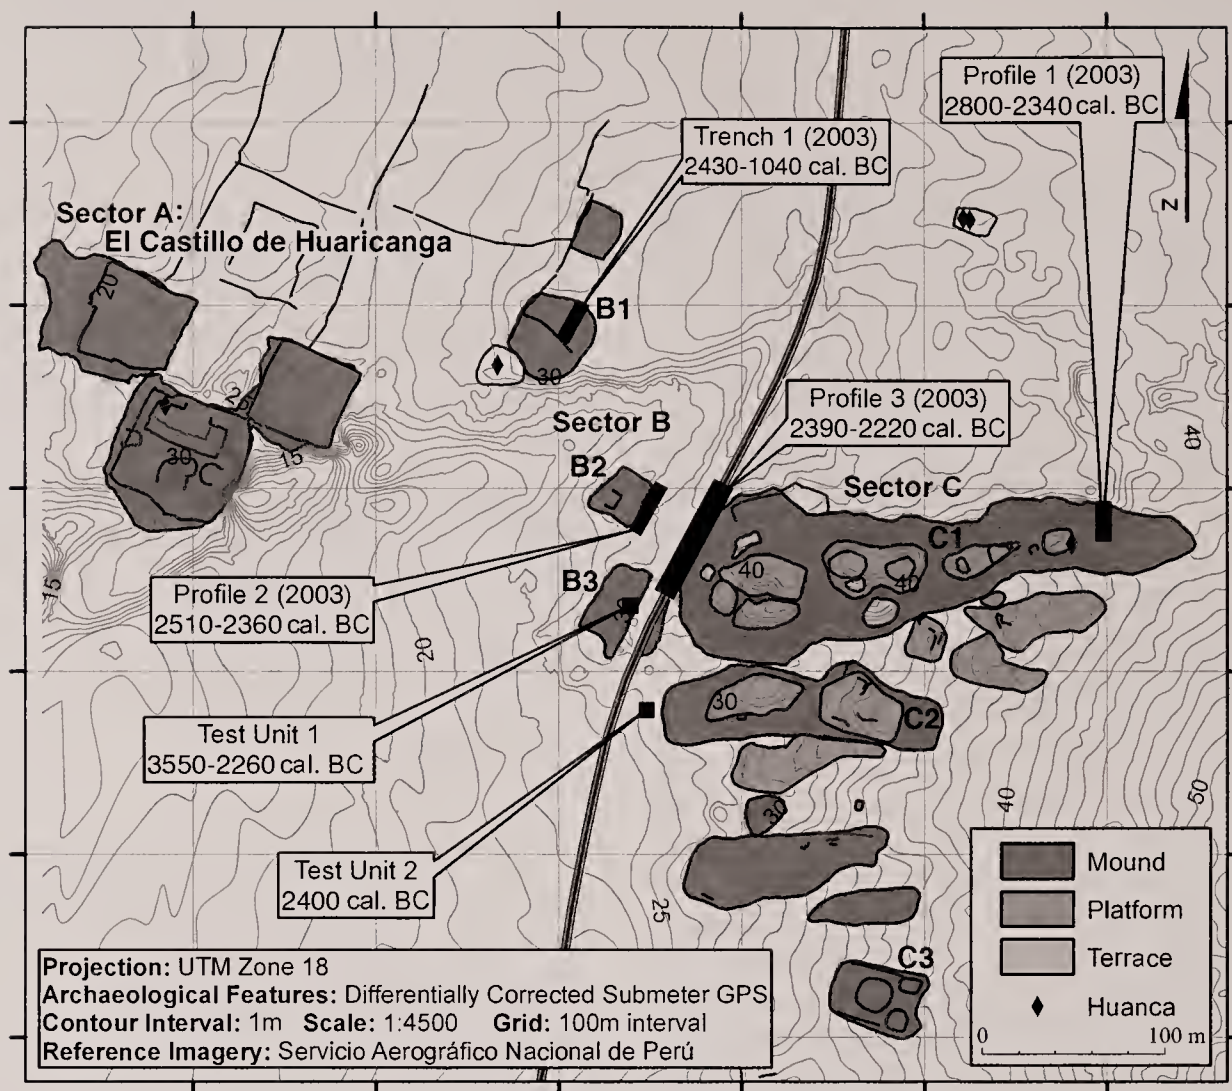 Profile 1 (2003)
2800-2340 cal. BC
Trench 1 (2003)
2430-1040 cal. BC
N
Sector A:
El Castillo de Huaricanga
20
B1
30
Profile 3 (2003)
2390-2220 cal. BC
Sector B
40
30
15
B2
Sector C
C1
15
40
40
Profile 2 (2003)
2510-2360 cal. BC
B3
20
30
C2
Test Unit 1
3550-2260 cal. BC
40
50
30
Test Unit 2
2400 cal. BC
25
Mound
Platform
Terrace
Huanca
0 100 m
C3
Projection: UTM Zone 18
Archaeological Features: Differentially Corrected Submeter GPS
Contour Interval: 1m Scale: 1:4500 Grid: 100m interval
Reference Imagery: Servicio Aerográfico Nacional de Perú